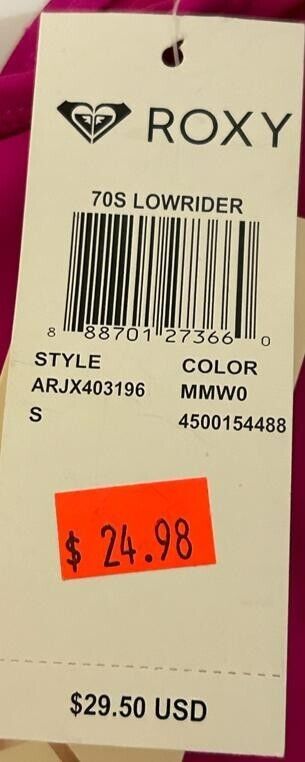 ROXY
70S LOWRIDER
8 88701 27366 0
STYLE COLOR
ARJX403196 MMW0
S 4500154488
$ 24.98
$29.50 USD